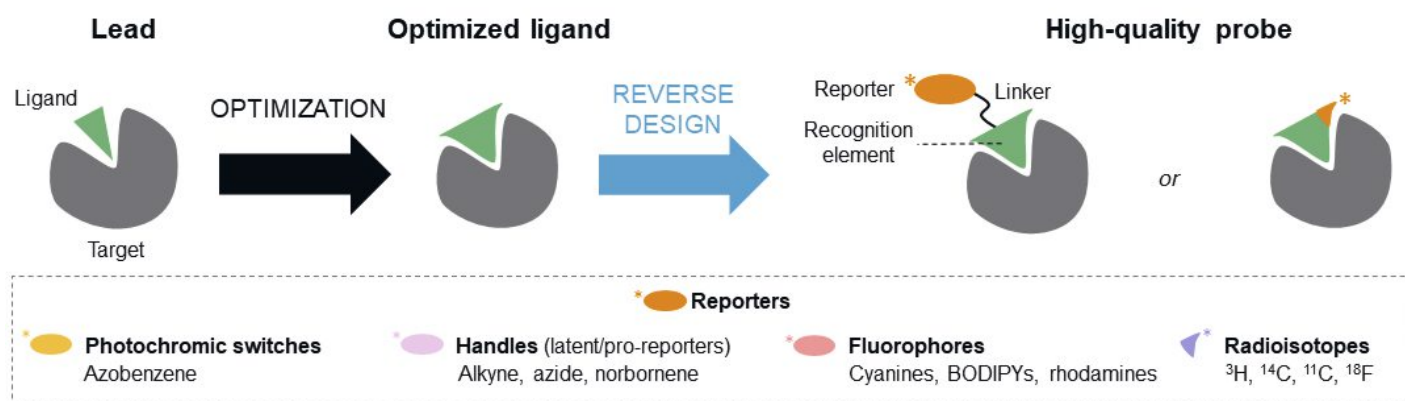 Lead
Optimized ligand
High-quality probe
Ligand
OPTIMIZATION
REVERSE
DESIGN
Reporter *
Linker
Recognition
element
*
or
Target
* Reporters
* Photochromic switches
Azobenzene
* Handles (latent/pro-reporters)
Alkyne, azide, norbornene
* Fluorophores
Cyanines, BODIPYs, rhodamines
* Radioisotopes
³H, ¹⁴C, ¹¹C, ¹⁸F